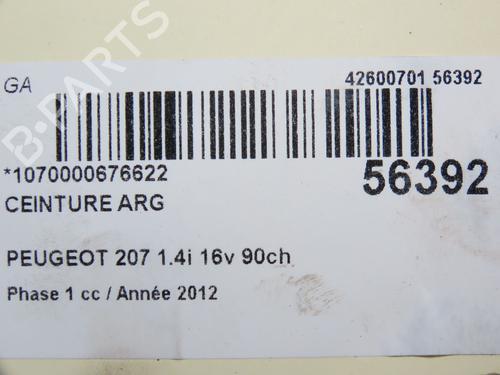 GA
42600701 56392
*1070000676622
56392
CEINTURE ARG
PEUGEOT 207 1.4i 16v 90ch
Phase 1 cc / Année 2012
B-PARTS